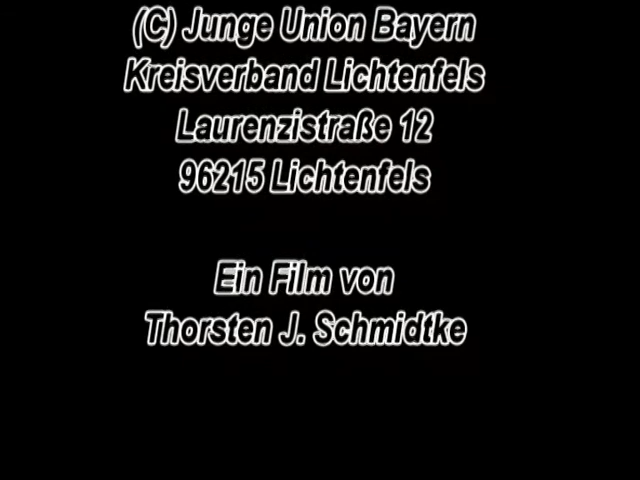 (C) Junge Union Bayern
Kreisverband Lichtenfels
Laurenzistraße 12
96215 Lichtenfels
Ein Film von
Thorsten J. Schmidtke